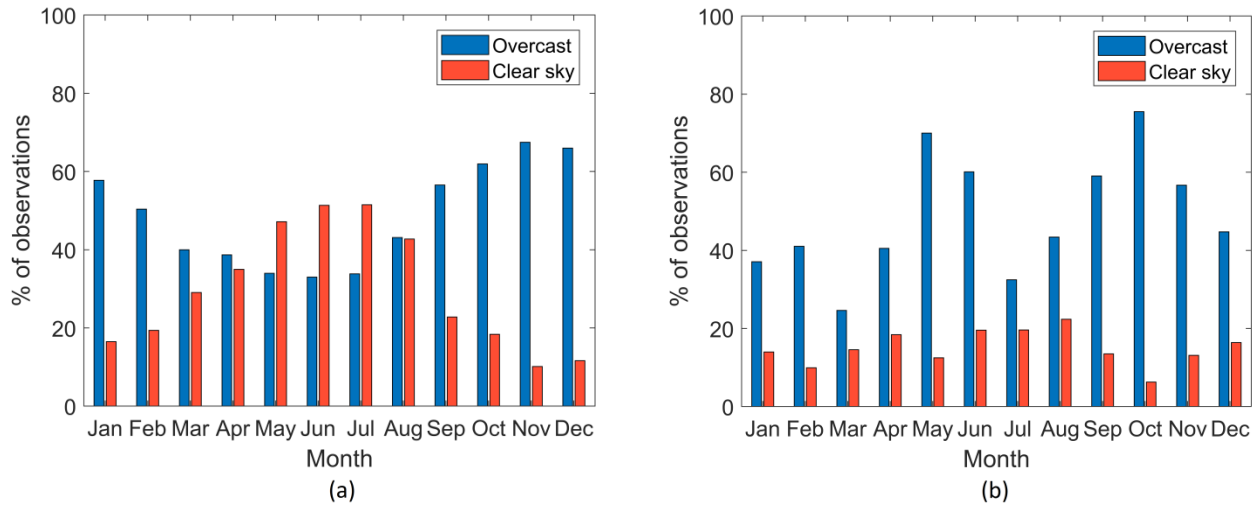 100
80
60
40
20
0
% of observations
Overcast
Clear sky
Jan Feb Mar Apr May Jun Jul Aug Sep Oct Nov Dec
Month
(a)
100
80
60
40
20
0
% of observations
Overcast
Clear sky
Jan Feb Mar Apr May Jun Jul Aug Sep Oct Nov Dec
Month
(b)